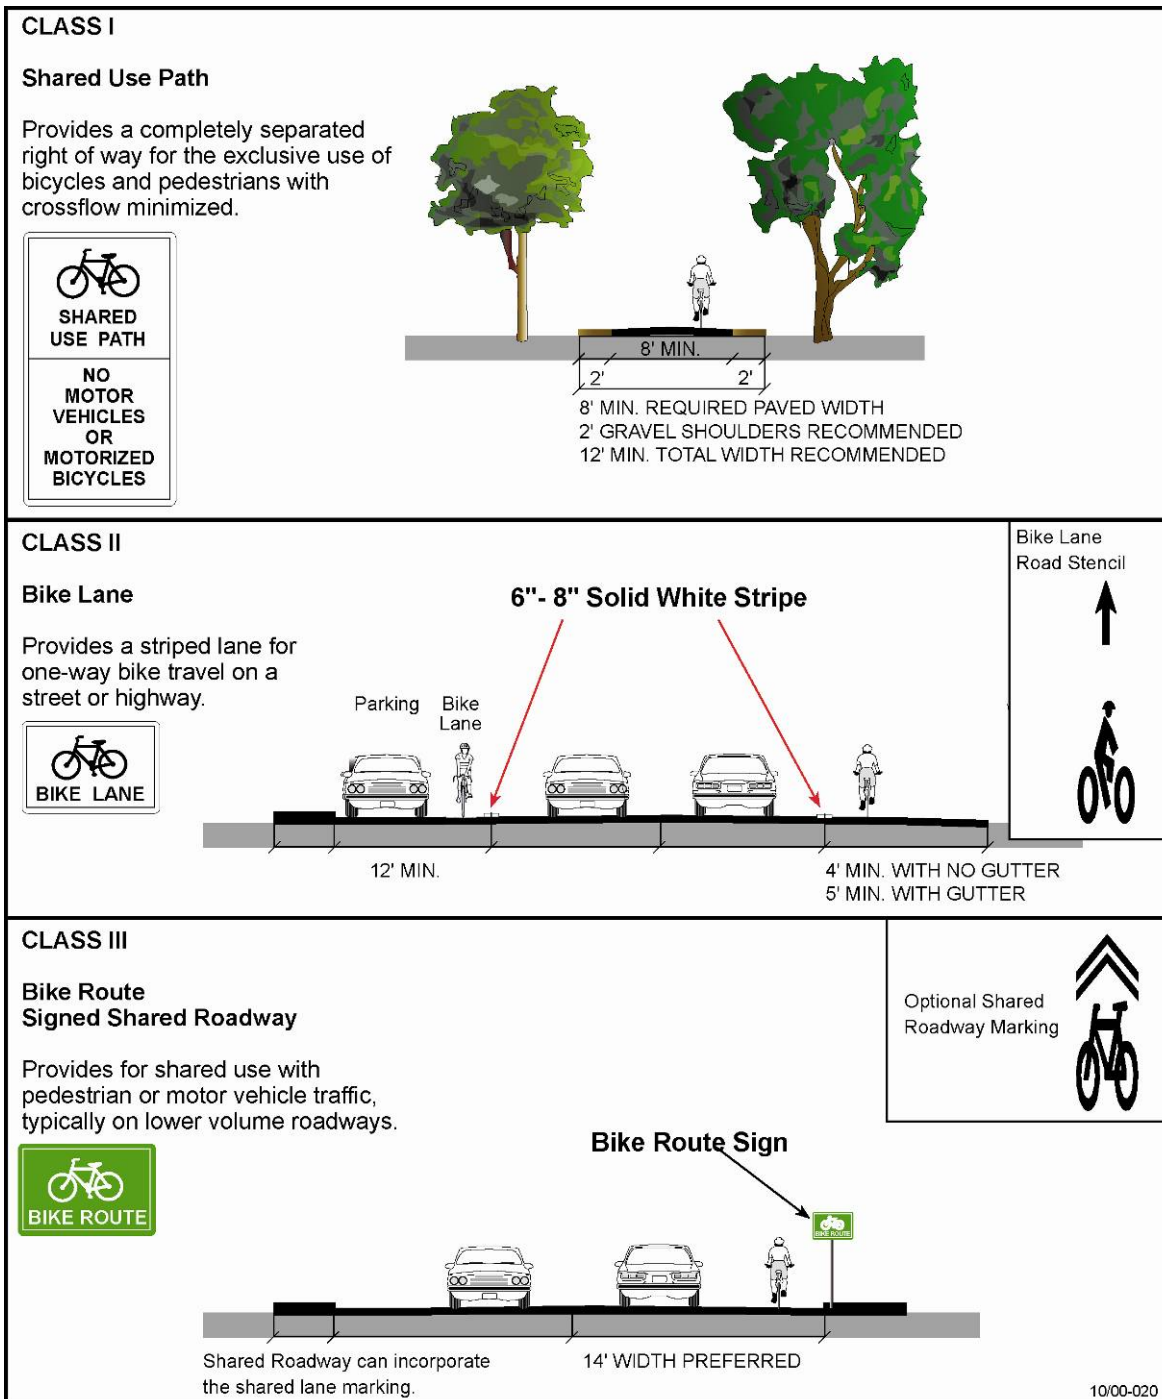 CLASS I
Shared Use Path
Provides a completely separated
right of way for the exclusive use of
bicycles and pedestrians with
crossflow minimized.
SHARED
USE PATH
NO
MOTOR
VEHICLES
OR
MOTORIZED
BICYCLES
8' MIN.
2' 2'
8' MIN. REQUIRED PAVED WIDTH
2' GRAVEL SHOULDERS RECOMMENDED
12' MIN. TOTAL WIDTH RECOMMENDED
CLASS II
Bike Lane
Provides a striped lane for
one-way bike travel on a
street or highway.
BIKE LANE
6"- 8" Solid White Stripe
Parking
Bike
Lane
12' MIN.
4' MIN. WITH NO GUTTER
5' MIN. WITH GUTTER
Bike Lane
Road Stencil
CLASS III
Bike Route
Signed Shared Roadway
Provides for shared use with
pedestrian or motor vehicle traffic,
typically on lower volume roadways.
BIKE ROUTE
Optional Shared
Roadway Marking
Bike Route Sign
BIKE ROUTE
Shared Roadway can incorporate
the shared lane marking.
14' WIDTH PREFERRED
10/00-020